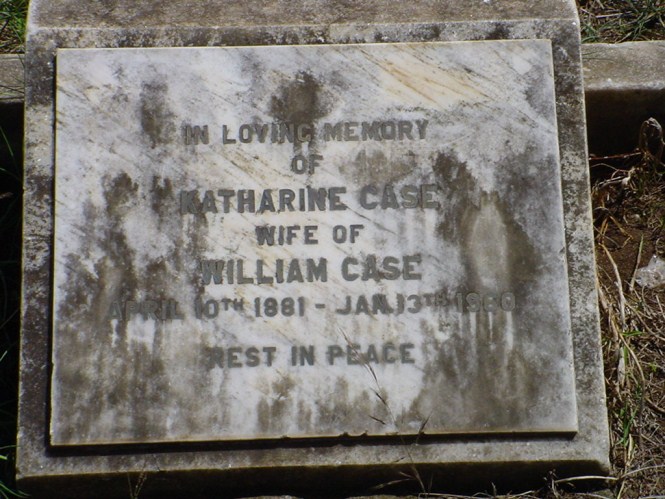 IN LOVING MEMORY
OF
KATHARINE CASE
WIFE OF
WILLIAM CASE
APRIL 10TH 1881 - JAN. 13TH
REST IN PEACE